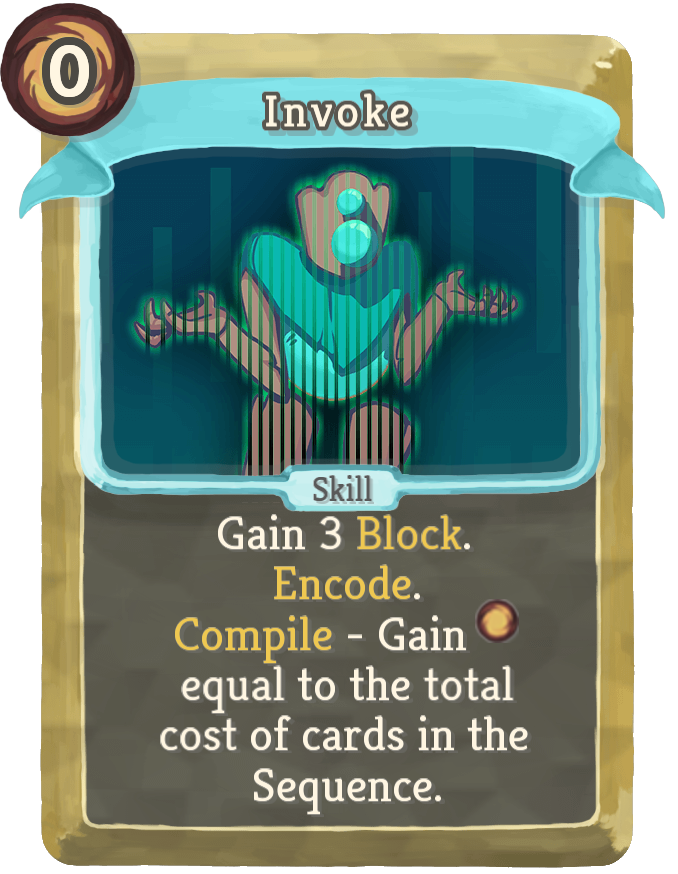 0
Invoke
Skill
Gain 3 Block.
Encode.
Compile - Gain
equal to the total
cost of cards in the
Sequence.